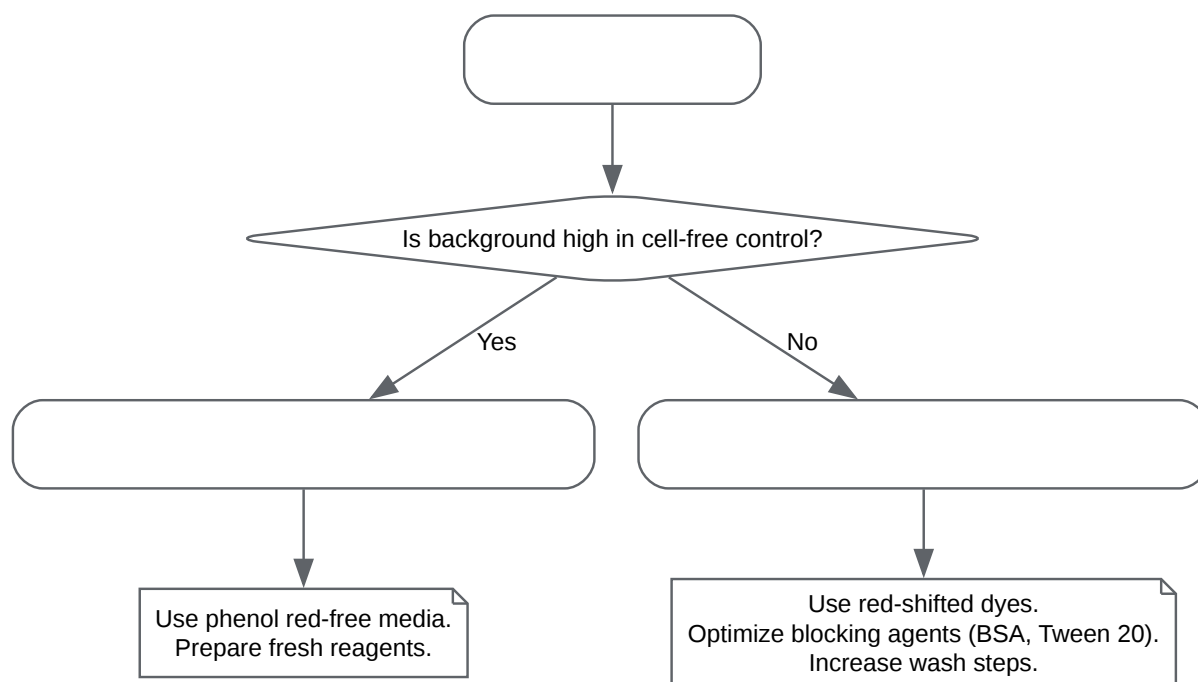 Is background high in cell-free control?
Yes
No
Use phenol red-free media.
Prepare fresh reagents.
Use red-shifted dyes.
Optimize blocking agents (BSA, Tween 20).
Increase wash steps.